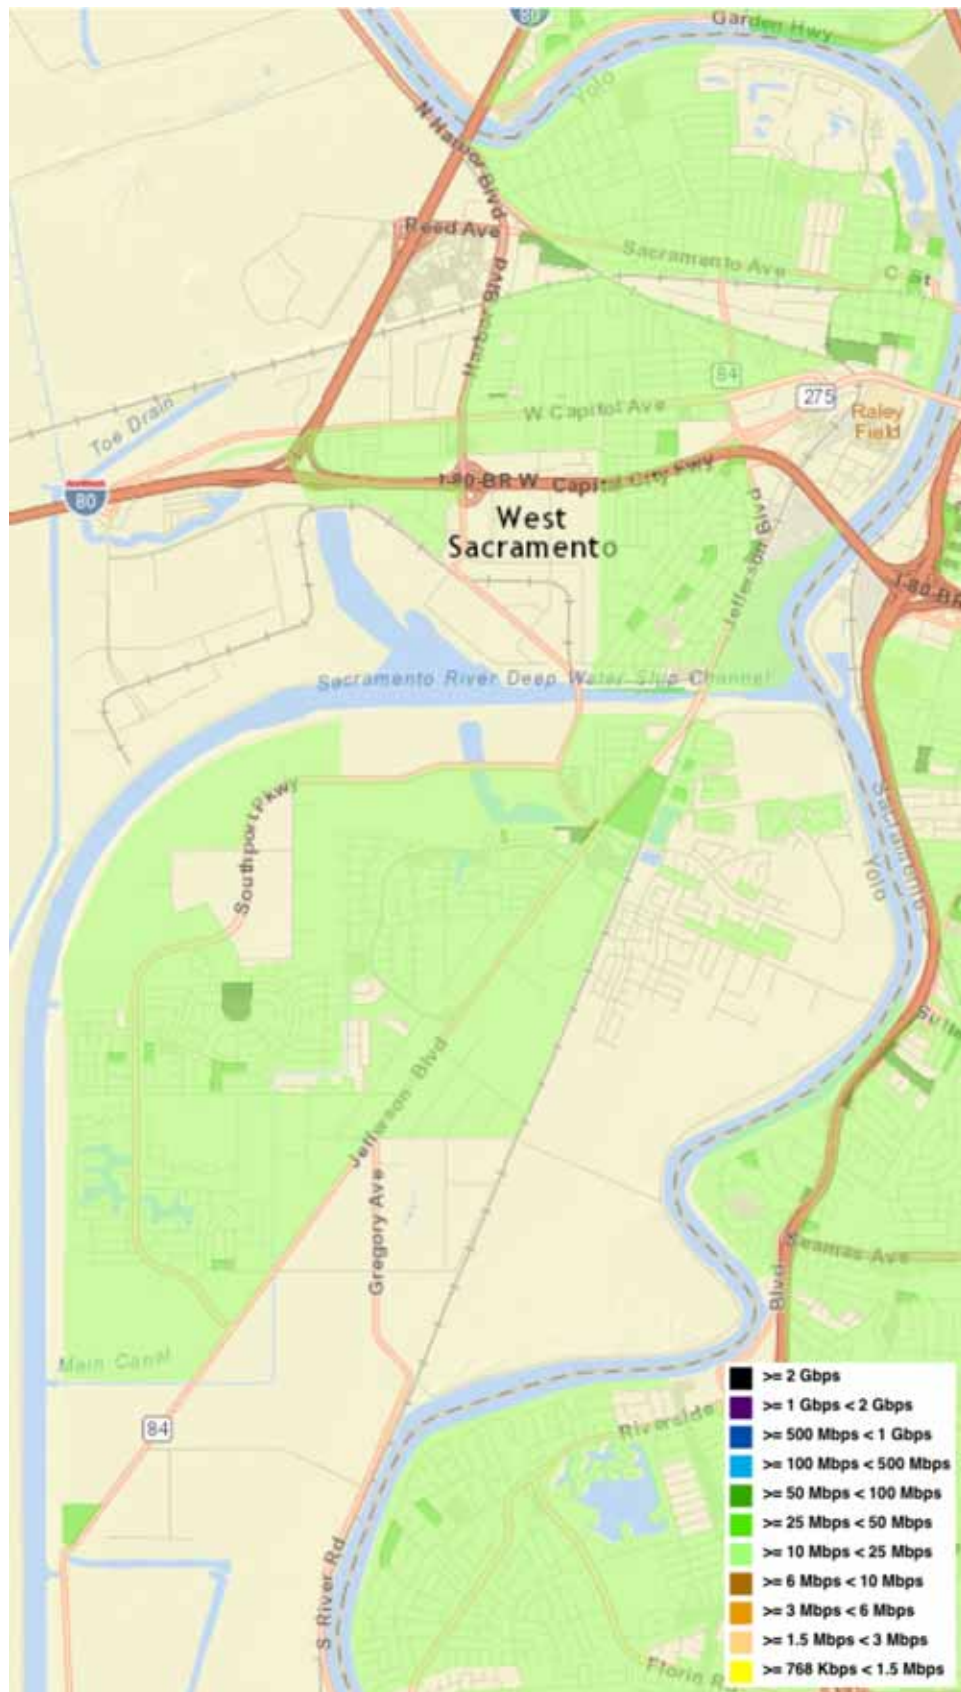 80
Garden Hwy
Yolo
N Harbor Blvd
Reed Ave
Sacramento Ave
C St
Harbor Blvd
84
275
Toe Drain
W Capitol Ave
Raley
Field
I-80-BR W
Capital City Fwy
80
West
Sacramento
Jefferson Blvd
I-80-BR
Sacramento River Deep Water Ship Channel
Southport Pkwy
Sacramento
Yolo
Jefferson Blvd
Gregory Ave
Seamas Ave
Blvd
Main Canal
84
Riverside
S River Rd
Florin Rd
>= 2 Gbps
>= 1 Gbps < 2 Gbps
>= 500 Mbps < 1 Gbps
>= 100 Mbps < 500 Mbps
>= 50 Mbps < 100 Mbps
>= 25 Mbps < 50 Mbps
>= 10 Mbps < 25 Mbps
>= 6 Mbps < 10 Mbps
>= 3 Mbps < 6 Mbps
>= 1.5 Mbps < 3 Mbps
>= 768 Kbps < 1.5 Mbps